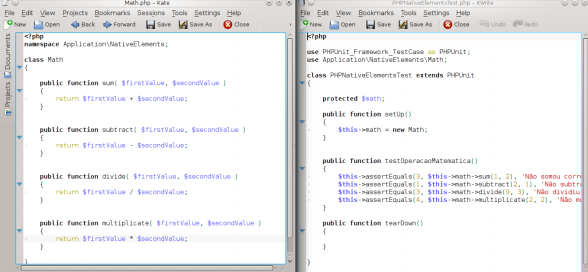 Math.php – Kate
File Edit View Projects Bookmarks Sessions Tools Settings Help
New Open Back Forward Save Save As Close
Documents
Projects
<?php
namespace Application\NativeElements;
class Math
{
public function sum( $firstValue, $secondValue )
{
return $firstValue + $secondValue;
}
public function subtract( $firstValue, $secondValue )
{
return $firstValue - $secondValue;
}
public function divide( $firstValue, $secondValue )
{
return $firstValue / $secondValue;
}
public function multiplicate( $firstValue, $secondValue )
{
return $firstValue * $secondValue;
}
}
PHPNativeElementsTest.php – KWrite
File Edit View Bookmarks Tools Settings Help
New Open Save Save As Close Undo Redo
<?php
use PHPUnit_Framework_TestCase as PHPUnit;
use Application\NativeElements\Math;
class PHPNativeElementsTest extends PHPUnit
{
protected $math;
public function setUp()
{
$this->math = new Math;
}
public function testOperacaoMatematica()
{
$this->assertEquals(3, $this->math->sum(1, 2), 'Não somou corre
$this->assertEquals(1, $this->math->subtract(2, 1), 'Não subtr
$this->assertEquals(3, $this->math->divide(9, 3), 'Não dividiu
$this->assertEquals(4, $this->math->multiplicate(2, 2), 'Não m
}
public function tearDown()
{
}
}